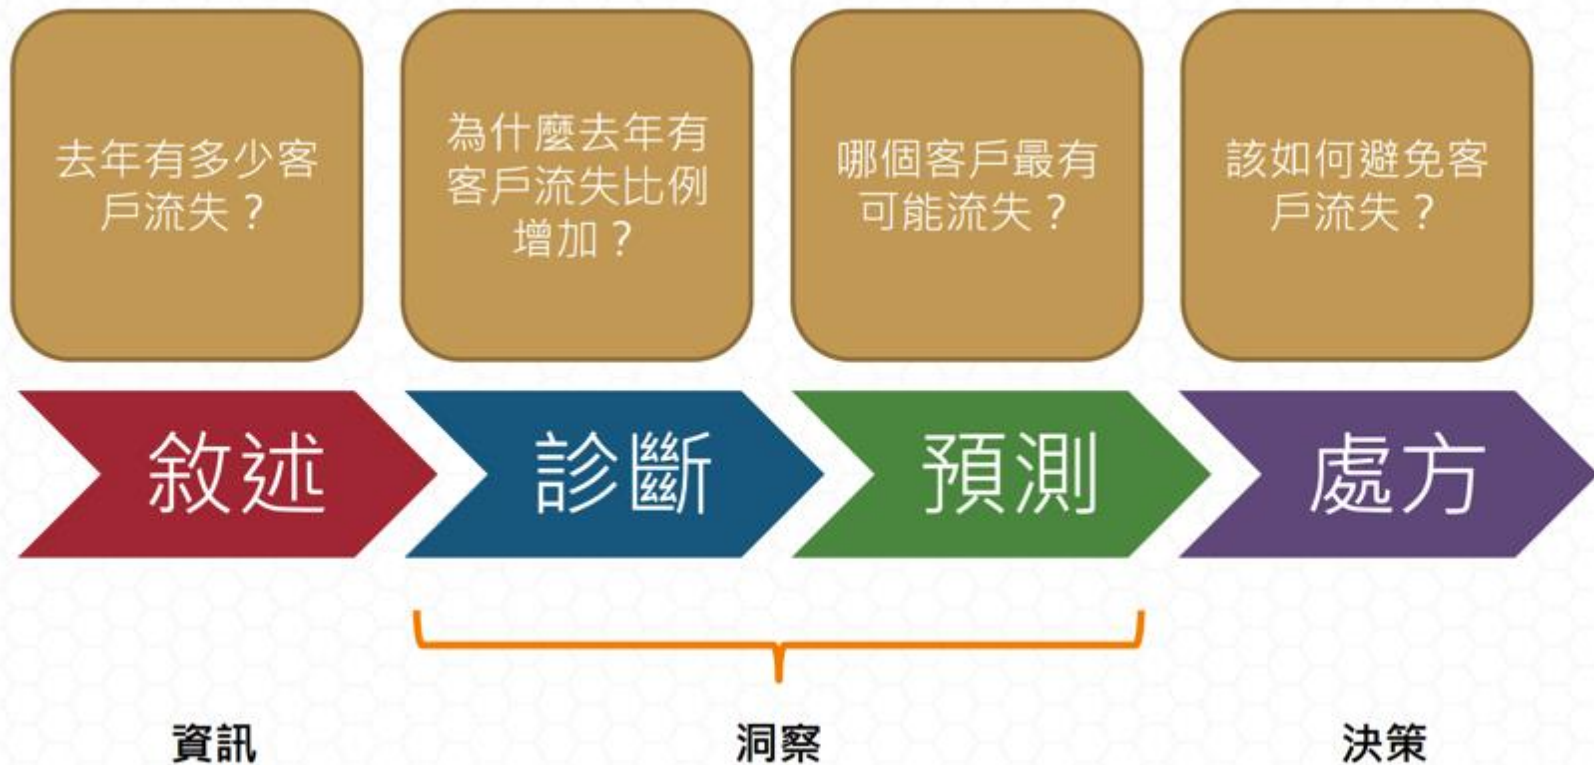 去年有多少客
戶流失？
為什麼去年有
客戶流失比例
增加？
哪個客戶最有
可能流失？
該如何避免客
戶流失？
敘述
診斷
預測
處方
資訊
洞察
決策